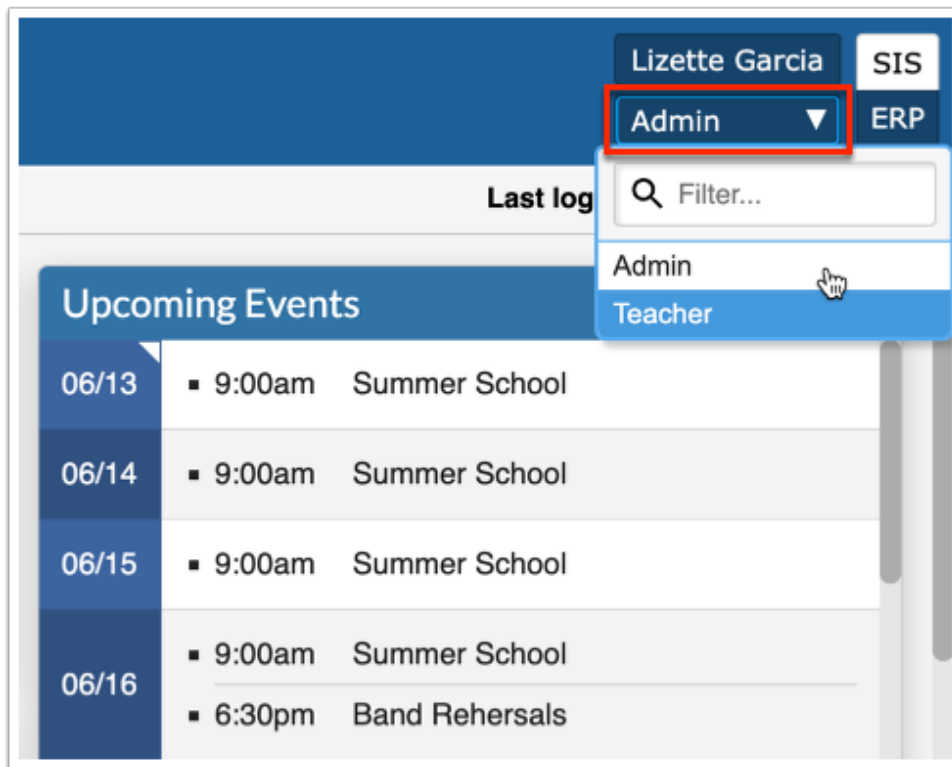 Lizette Garcia
SIS
Admin
ERP
Last log
Filter...
Admin
Teacher
Upcoming Events
06/13 ▪ 9:00am Summer School
06/14 ▪ 9:00am Summer School
06/15 ▪ 9:00am Summer School
06/16 ▪ 9:00am Summer School
▪ 6:30pm Band Rehersals